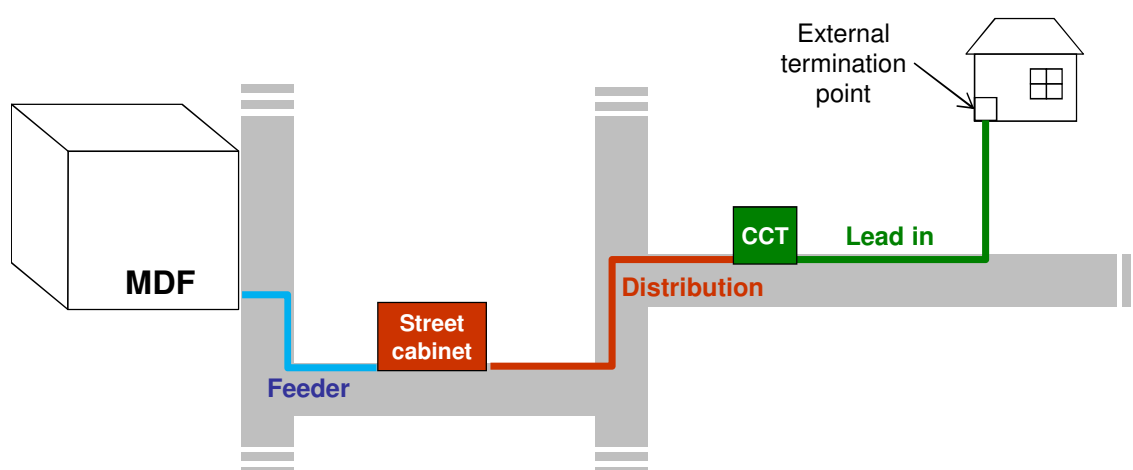 External
termination
point
CCT
Lead in
MDF
Distribution
Street
cabinet
Feeder